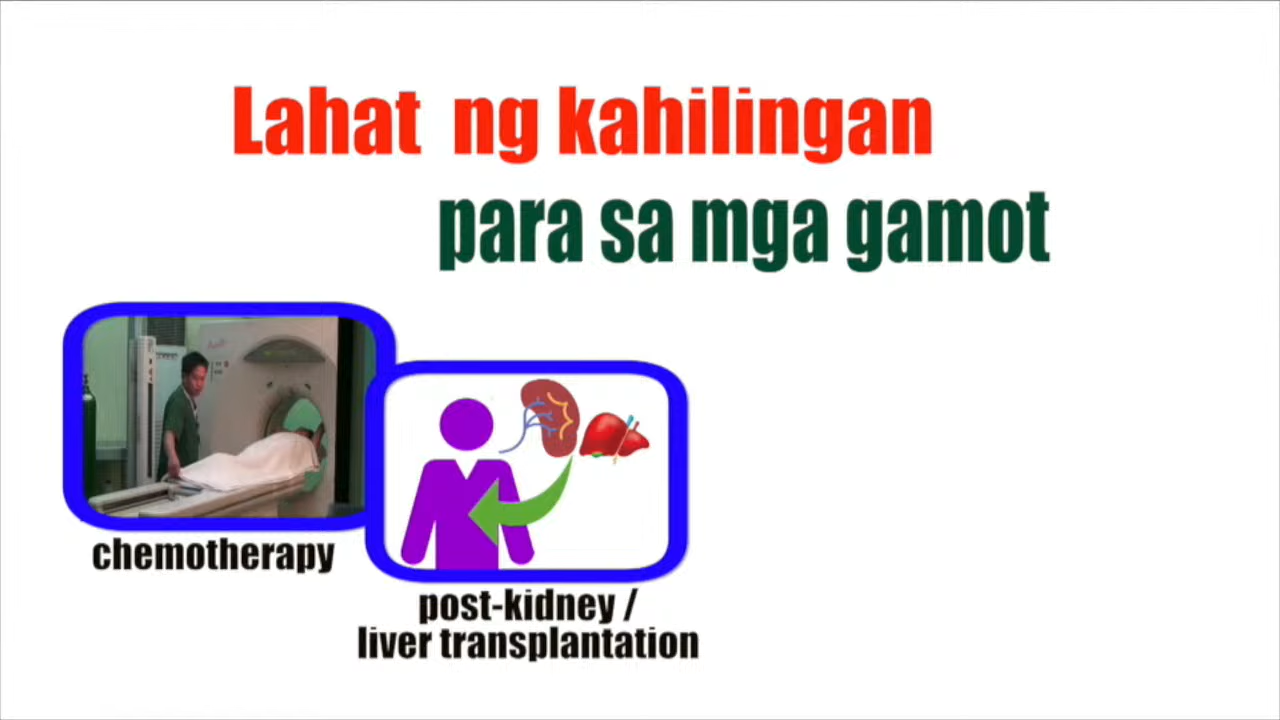 Lahat ng kahilingan
para sa mga gamot
chemotherapy
post-kidney /
liver transplantation